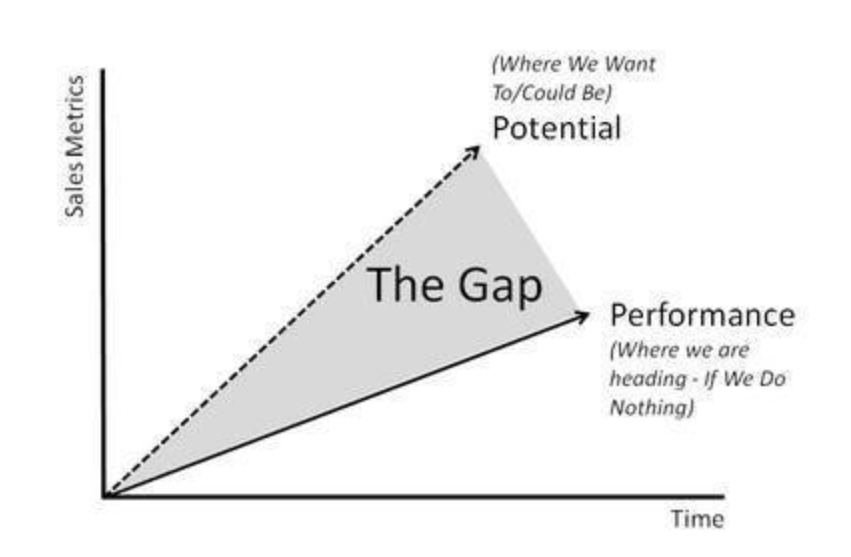 (Where We Want
To/Could Be)
Potential
Sales Metrics
The Gap
Performance
(Where we are
heading - If We Do
Nothing)
Time